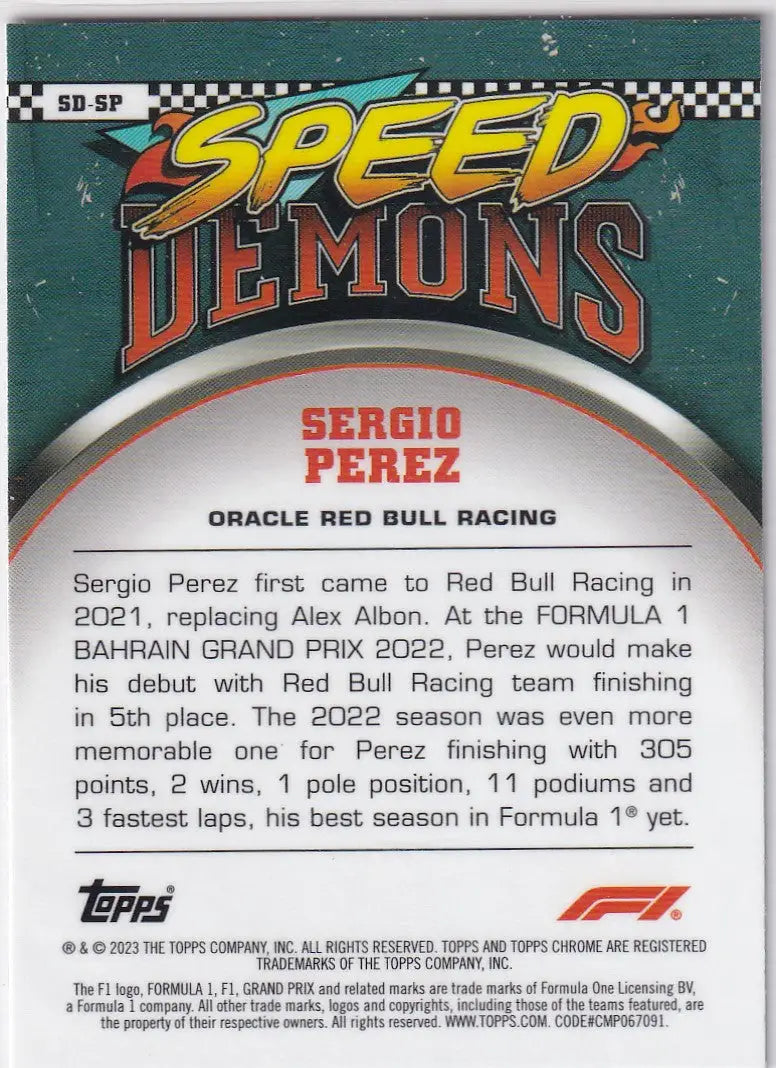 SD-SP
SPEED
DEMONS
SERGIO
PEREZ
ORACLE RED BULL RACING
Sergio Perez first came to Red Bull Racing in
2021, replacing Alex Albon. At the FORMULA 1
BAHRAIN GRAND PRIX 2022, Perez would make
his debut with Red Bull Racing team finishing
in 5th place. The 2022 season was even more
memorable one for Perez finishing with 305
points, 2 wins, 1 pole position, 11 podiums and
3 fastest laps, his best season in Formula 1® yet.
Topps® F1®
® & © 2023 THE TOPPS COMPANY, INC. ALL RIGHTS RESERVED. TOPPS AND TOPPS CHROME ARE REGISTERED
TRADEMARKS OF THE TOPPS COMPANY, INC.
The F1 logo, FORMULA 1, F1, GRAND PRIX and related marks are trade marks of Formula One Licensing BV,
a Formula 1 company. All other trade marks, logos and copyrights, including those of the teams featured, are
the property of their respective owners. All rights reserved. WWW.TOPPS.COM. CODE#CMP067091.